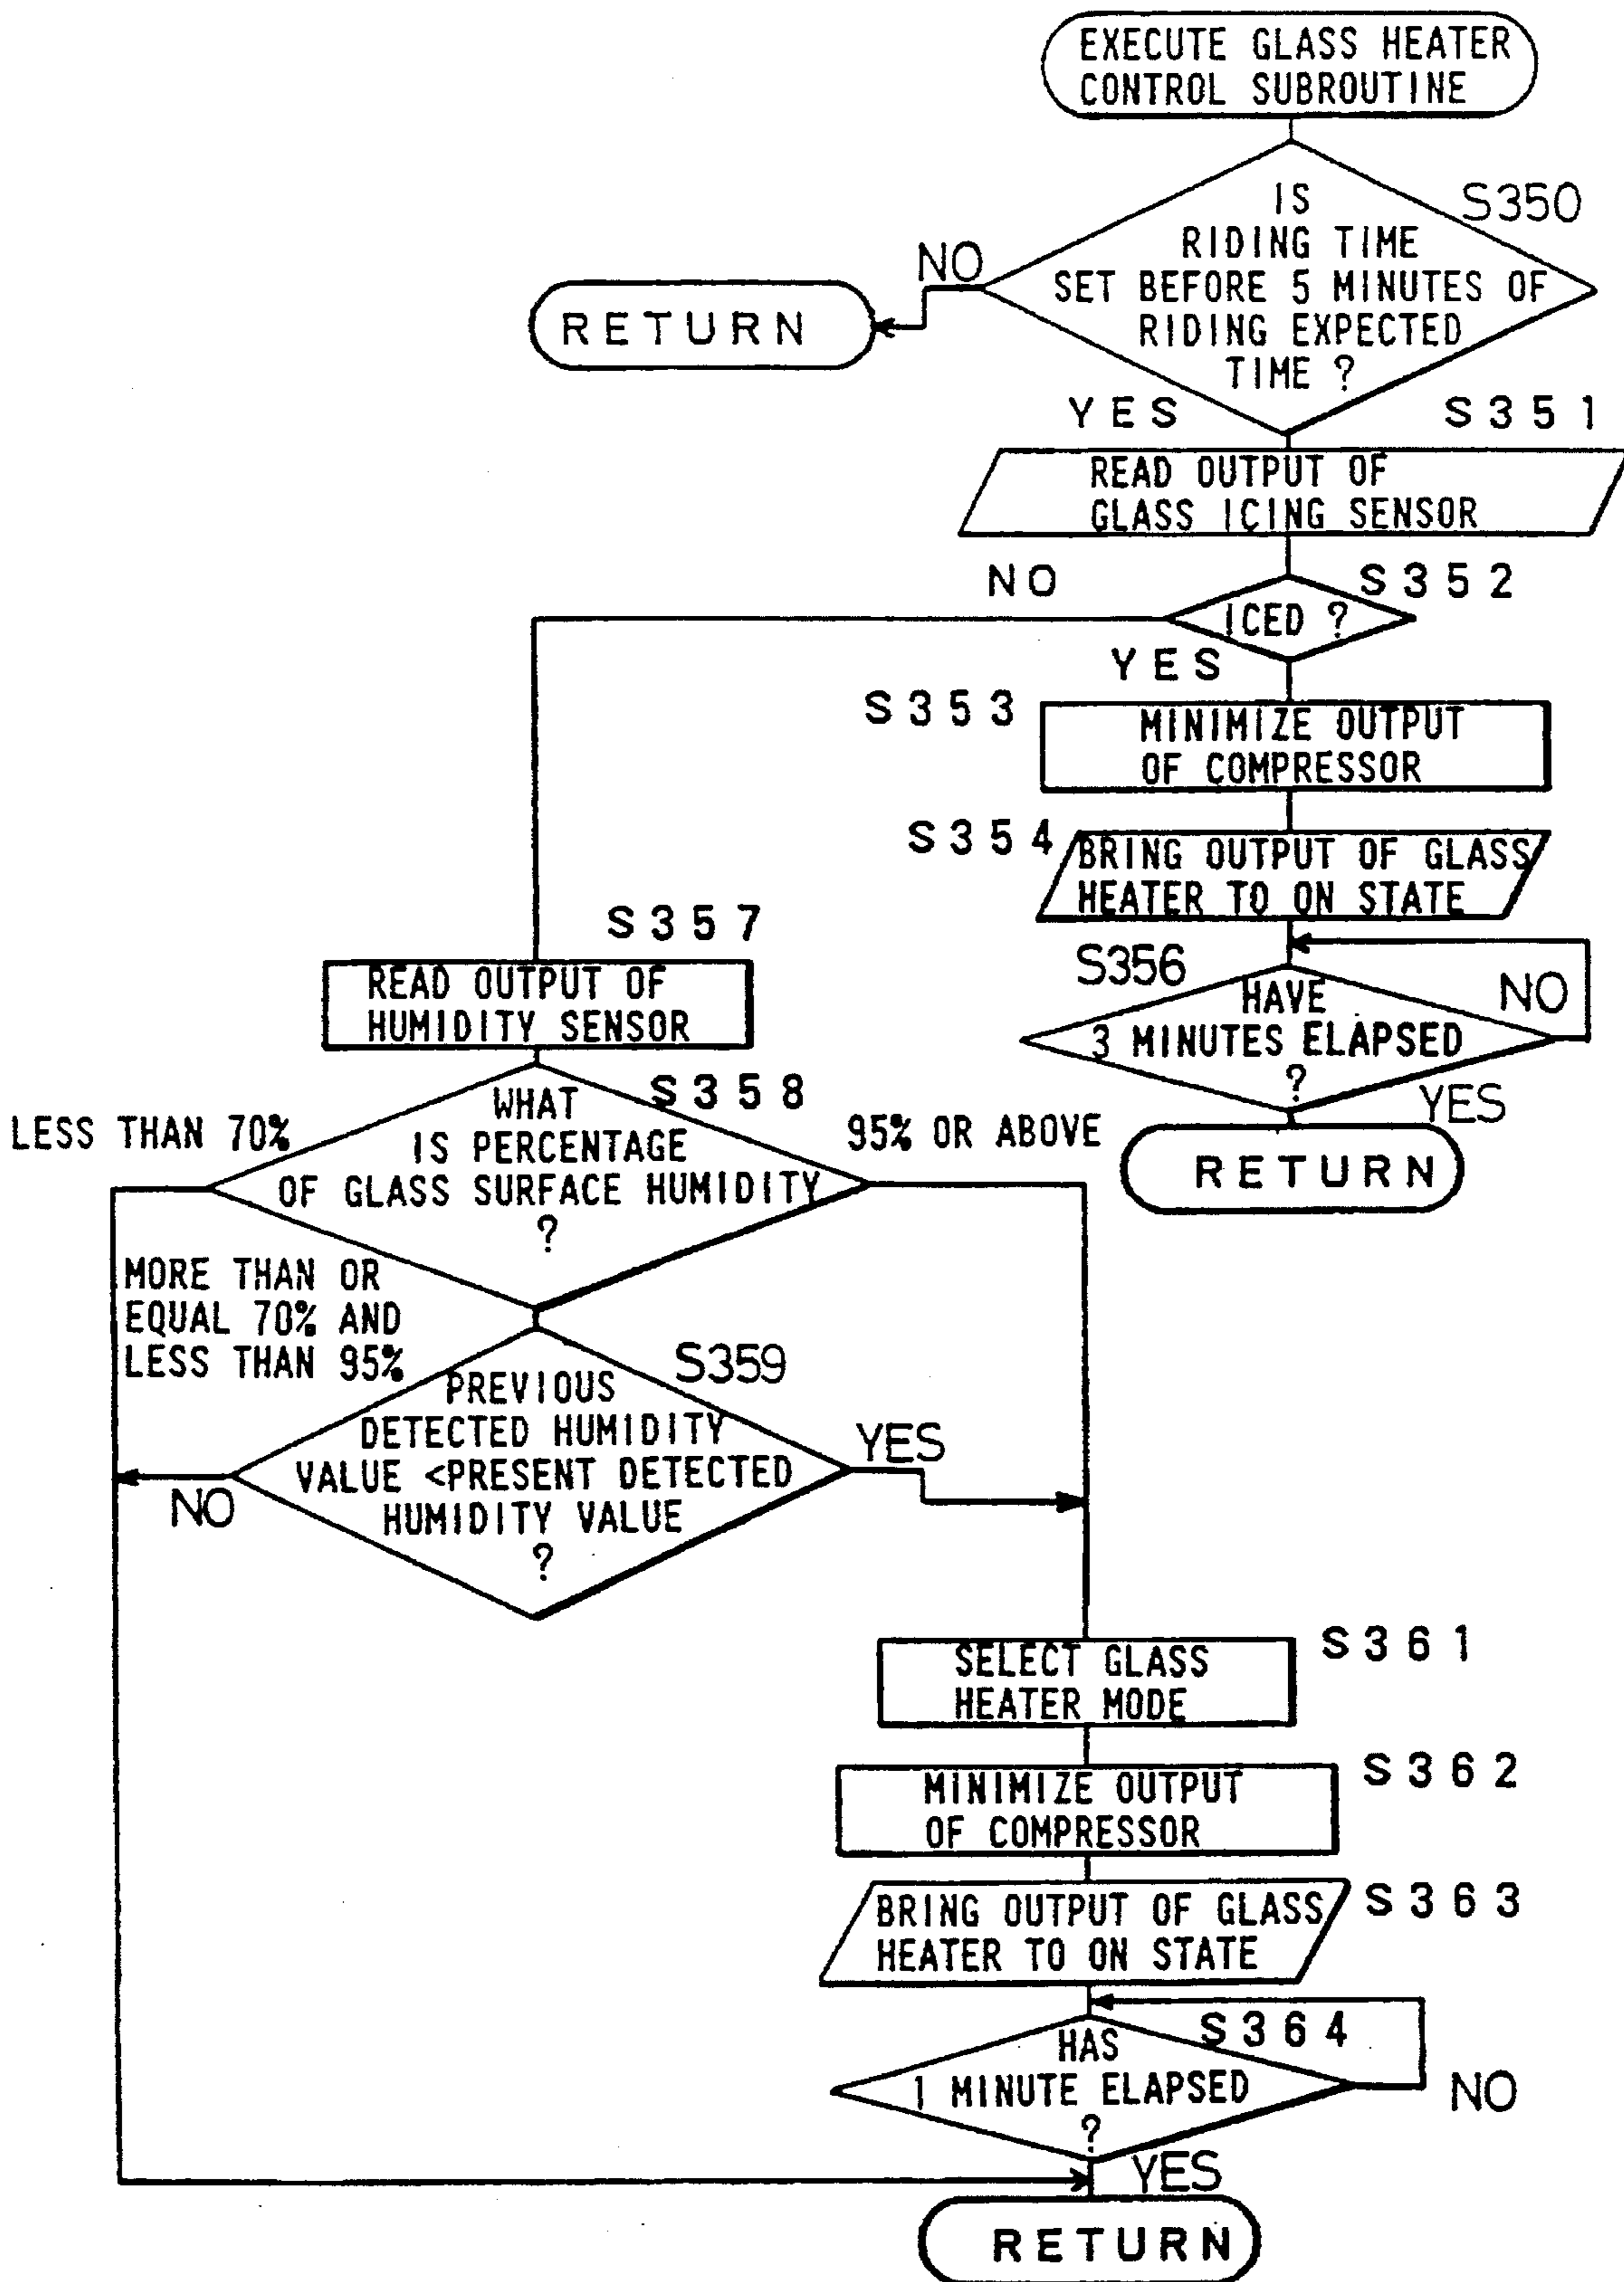 EXECUTE GLASS HEATER
CONTROL SUBROUTINE
S350
IS
RIDING TIME
SET BEFORE 5 MINUTES OF
RIDING EXPECTED
TIME ?
NO
RETURN
YES
S351
READ OUTPUT OF
GLASS ICING SENSOR
NO
S352
ICED ?
YES
S353
MINIMIZE OUTPUT
OF COMPRESSOR
S354
BRING OUTPUT OF GLASS
HEATER TO ON STATE
S356
HAVE
3 MINUTES ELAPSED
?
NO
YES
RETURN
S357
READ OUTPUT OF
HUMIDITY SENSOR
S358
WHAT
IS PERCENTAGE
OF GLASS SURFACE HUMIDITY
?
LESS THAN 70%
95% OR ABOVE
MORE THAN OR
EQUAL 70% AND
LESS THAN 95%
S359
PREVIOUS
DETECTED HUMIDITY
VALUE <PRESENT DETECTED
HUMIDITY VALUE
?
YES
NO
S361
SELECT GLASS
HEATER MODE
S362
MINIMIZE OUTPUT
OF COMPRESSOR
S363
BRING OUTPUT OF GLASS
HEATER TO ON STATE
S364
HAS
1 MINUTE ELAPSED
?
NO
YES
RETURN